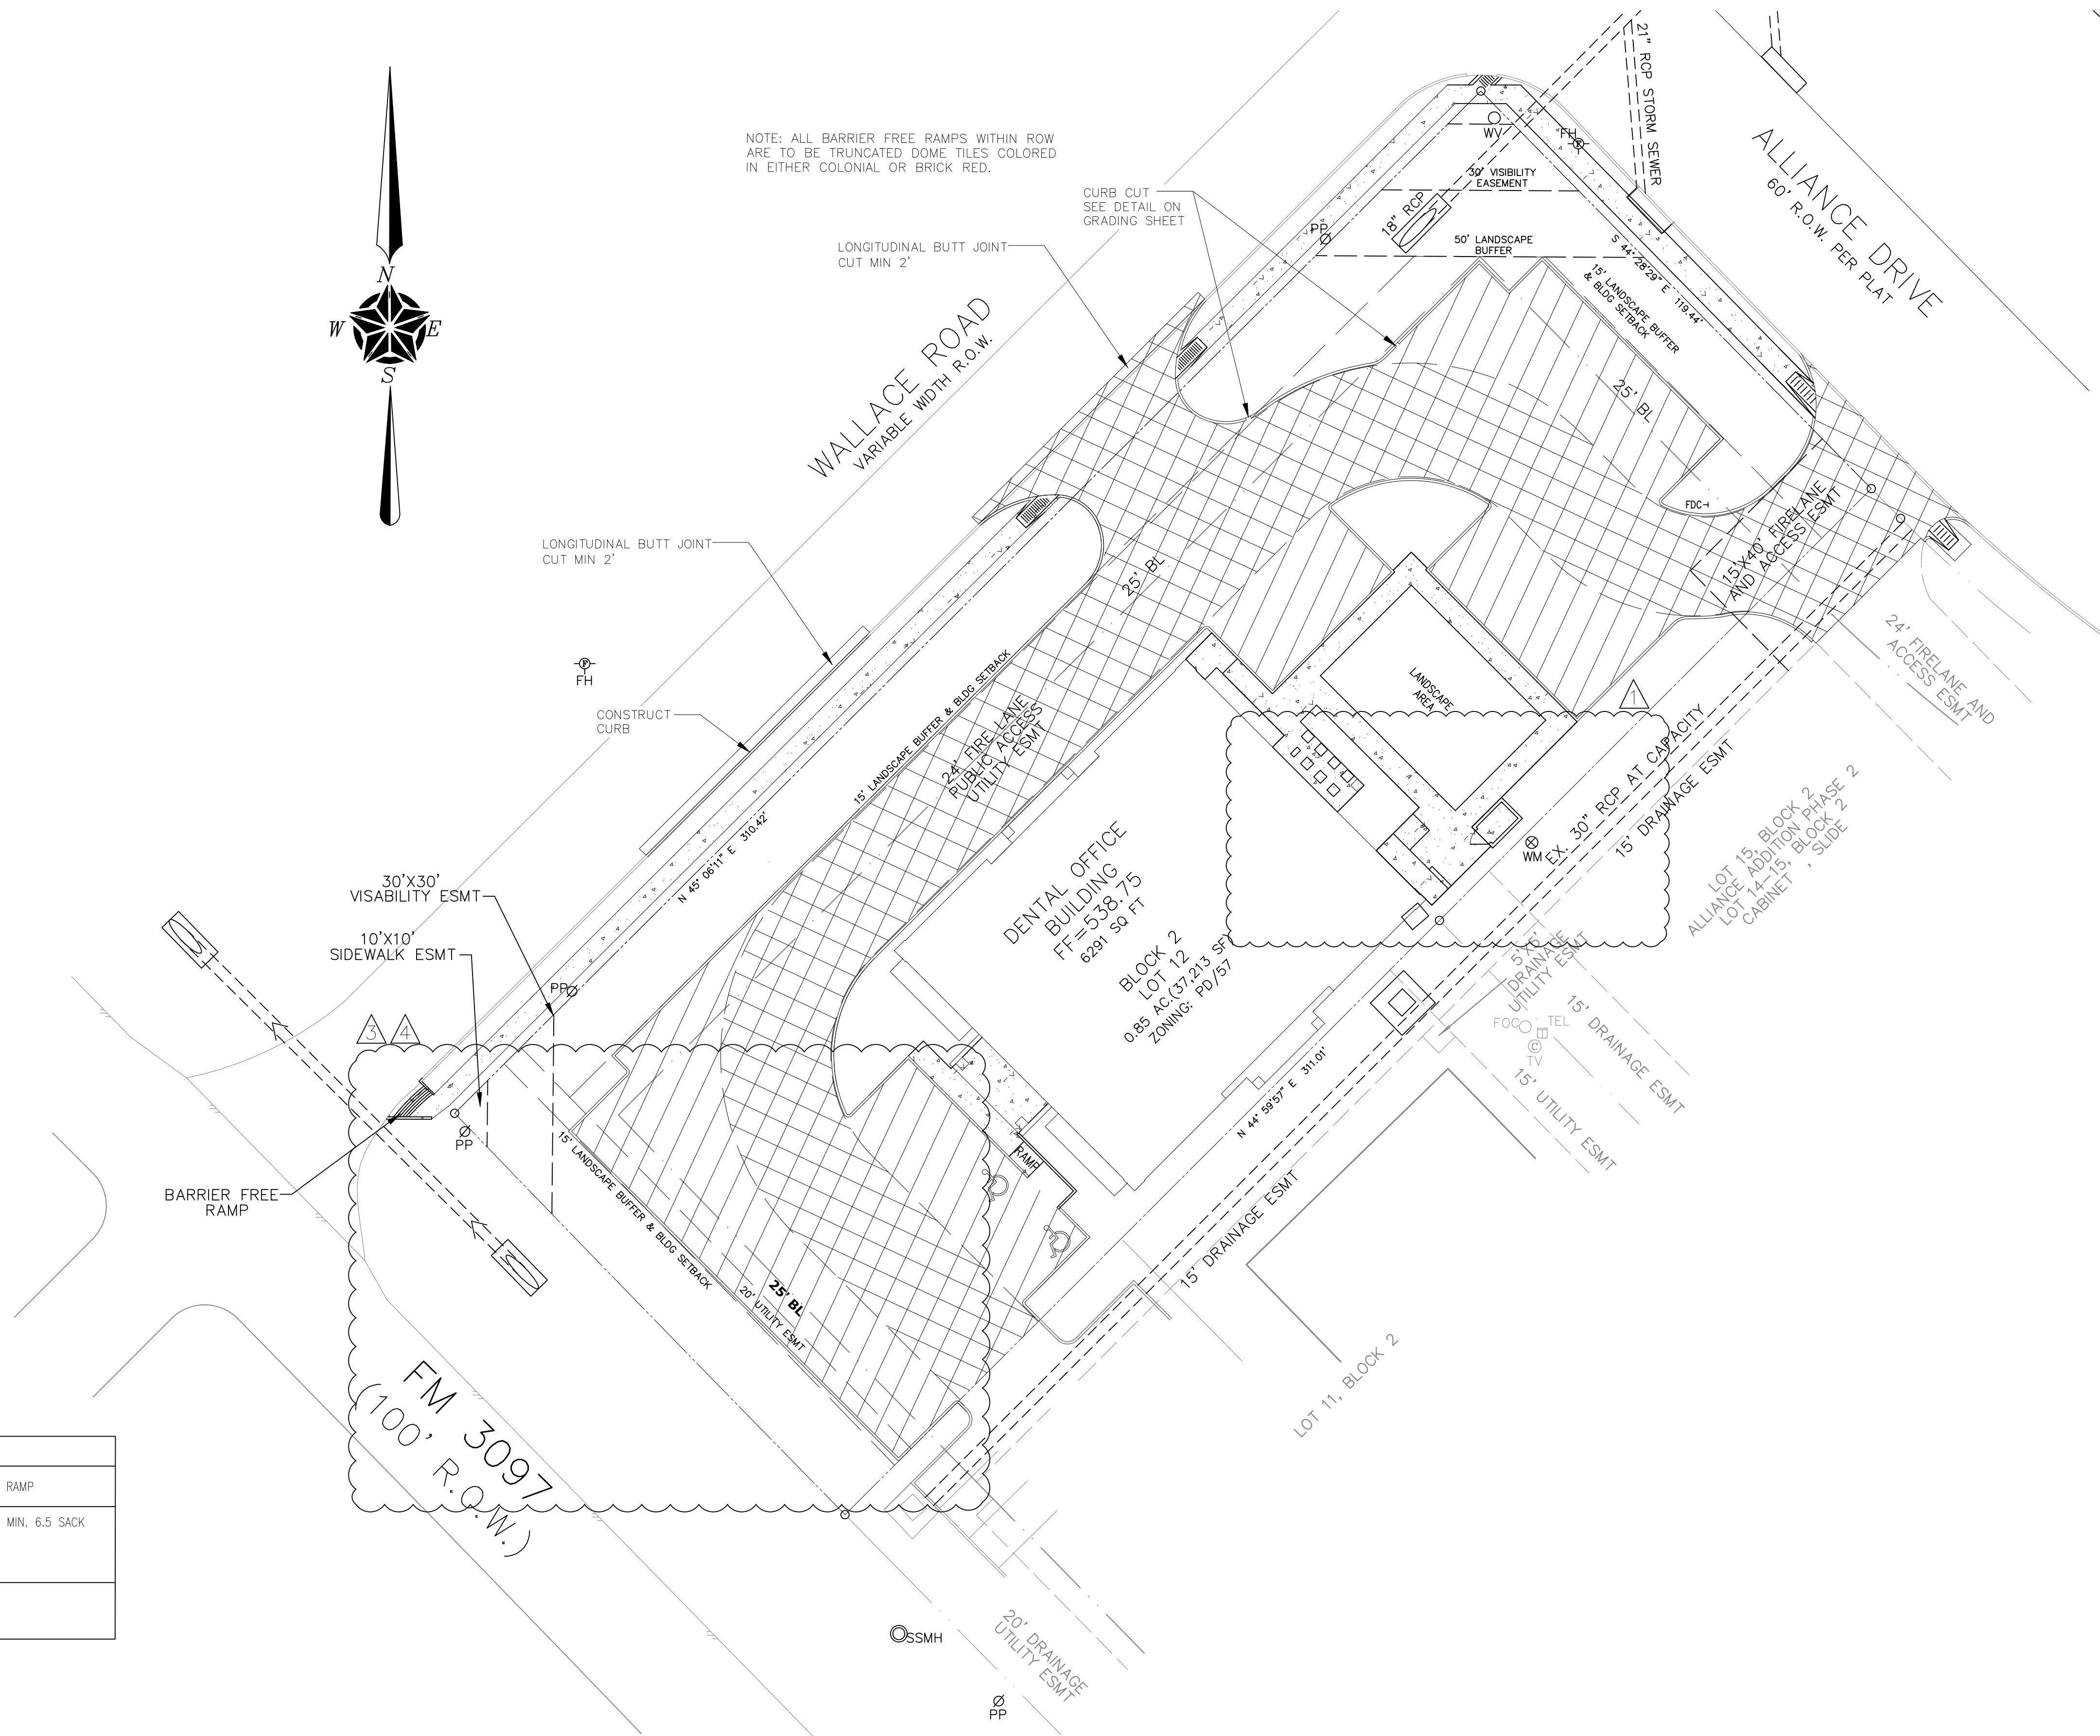 21" RCP STORM SEWER
ALLIANCE DRIVE
60' R.O.W. PER PLAT
NOTE: ALL BARRIER FREE RAMPS WITHIN ROW
ARE TO BE TRUNCATED DOME TILES COLORED
IN EITHER COLONIAL OR BRICK RED.
WV
FH
30' VISIBILITY
EASEMENT
CURB CUT
SEE DETAIL ON
GRADING SHEET
18" RCP
PP
50' LANDSCAPE
BUFFER
S 44° 28'29" E 119.44'
15' LANDSCAPE BUFFER
& BLDG SETBACK
LONGITUDINAL BUTT JOINT
CUT MIN 2'
N
W
E
S
WALLACE ROAD
VARIABLE WIDTH R.O.W.
25' BL
FDC
15'X40' FIRELANE
AND ACCESS ESMT
LONGITUDINAL BUTT JOINT
CUT MIN 2'
25' BL
24' FIRELANE AND
ACCESS ESMT
FH
CONSTRUCT
CURB
15' LANDSCAPE BUFFER & BLDG SETBACK
24' FIRE LANE
PUBLIC ACCESS
UTILITY ESMT
LANDSCAPE
AREA
1
EX. 30" RCP AT CAPACITY
15' DRAINAGE ESMT
WM
LOT 15, BLOCK 2
ALLIANCE ADDITION PHASE 2
LOT 14-15, BLOCK 2
CABINET , SLIDE
N 45° 06'11" E 310.42'
DENTAL OFFICE
BUILDING
FF=538.75
6291 SQ FT
BLOCK 2
LOT 12
0.85 AC.(37,213 SF)
ZONING: PD/57
30'X30'
VISABILITY ESMT
10'X10'
SIDEWALK ESMT
PP
5'X6'
DRAINAGE
UTILITY ESMT
15' DRAINAGE ESMT
FOC
TEL
TV
15' UTILITY ESMT
3
4
N 44° 59'57" E 311.01'
PP
15' LANDSCAPE BUFFER & BLDG SETBACK
RAMP
BARRIER FREE
RAMP
15' DRAINAGE ESMT
25' BL
20' UTILITY ESMT
LOT 11, BLOCK 2
FM 3097
(100' R.O.W.)
RAMP
MIN. 6.5 SACK
SSMH
20' DRAINAGE
UTILITY ESMT
PP